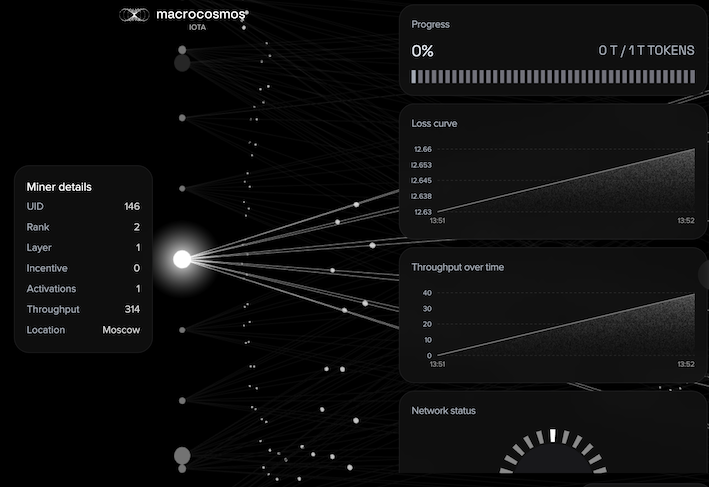 macrocosmos
IOTA
Miner details
UID 146
Rank 2
Layer 1
Incentive 0
Activations 1
Throughput 314
Location Moscow
Progress
0% 0 T / 1 T TOKENS
Loss curve
12.66
12.653
12.645
12.638
12.63
13:51 13:52
Throughput over time
40
30
20
10
0
13:51 13:52
Network status